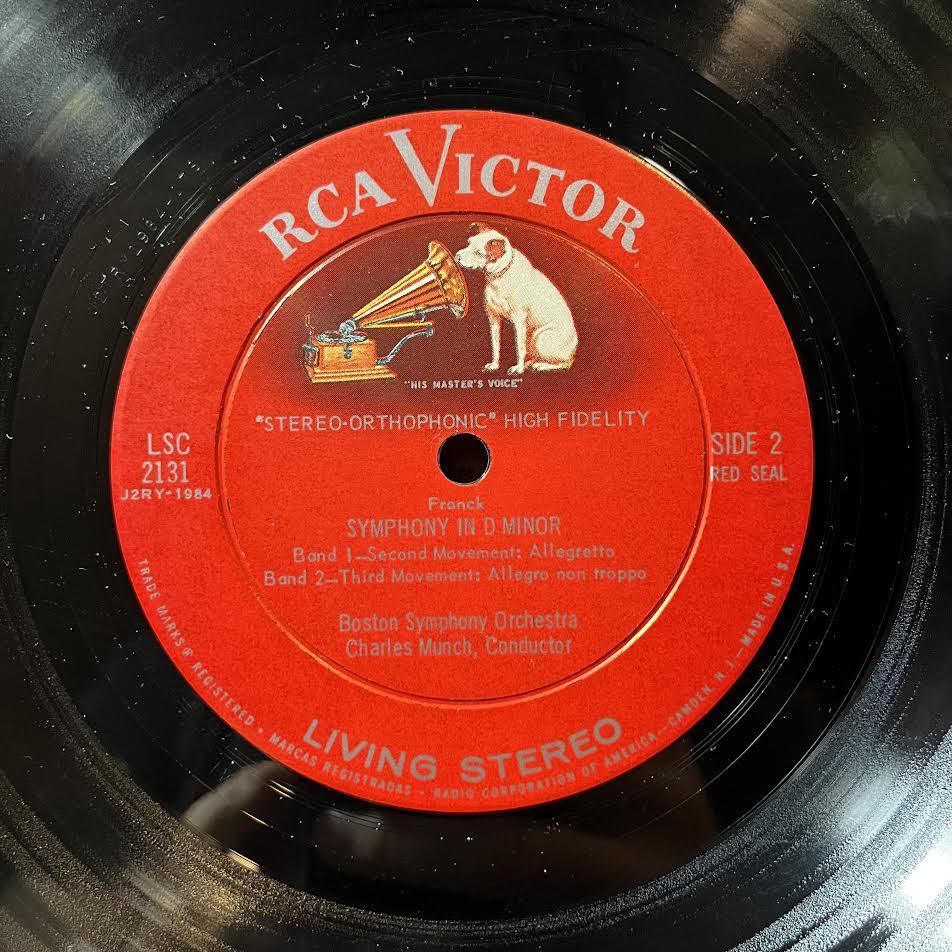 RCA VICTOR
"HIS MASTER'S VOICE"
"STEREO-ORTHOPHONIC" HIGH FIDELITY
LSC
2131
J2RY-1984
SIDE 2
RED SEAL
Franck
SYMPHONY IN D MINOR
Band 1—Second Movement: Allegretto
Band 2—Third Movement: Allegro non troppo
Boston Symphony Orchestra
Charles Munch, Conductor
LIVING STEREO
TRADE MARKS ® REGISTERED • MARCAS REGISTRADAS • RADIO CORPORATION OF AMERICA—CAMDEN, N. J.—MADE IN U. S. A.